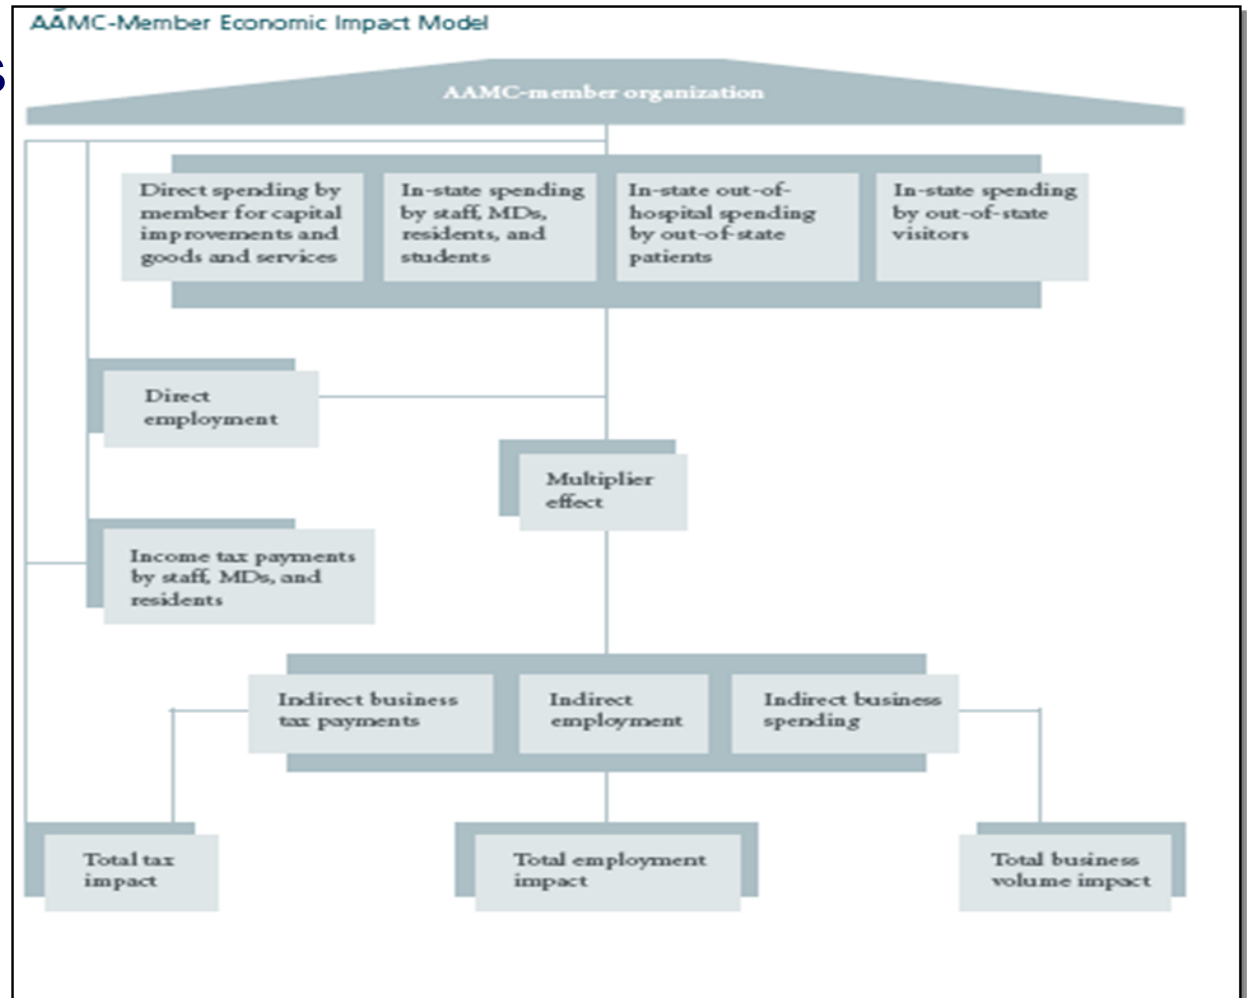 AAMC-Member Economic Impact Model
s
AAMC-member organization
Direct spending by
member for capital
improvements and
goods and services
In-state spending
by staff, MDs,
residents, and
students
In-state out-of-
hospital spending
by out-of-state
patients
In-state spending
by out-of-state
visitors
Direct
employment
Multiplier
effect
Income tax payments
by staff, MDs, and
residents
Indirect business
tax payments
Indirect
employment
Indirect business
spending
Total tax
impact
Total employment
impact
Total business
volume impact